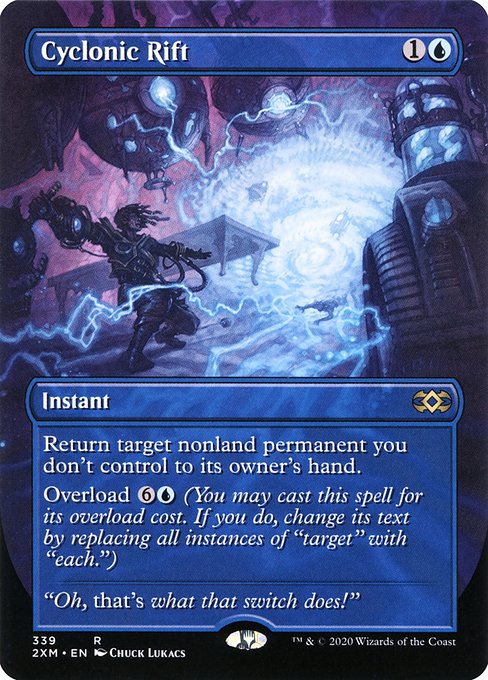 Cyclonic Rift 1
Instant
Return target nonland permanent you
don't control to its owner's hand.
Overload 6 (You may cast this spell for
its overload cost. If you do, change its text
by replacing all instances of “target” with
“each.”)
“Oh, that's what that switch does!”
339 R
2XM • EN Chuck Lukacs
™ & © 2020 Wizards of the Coast